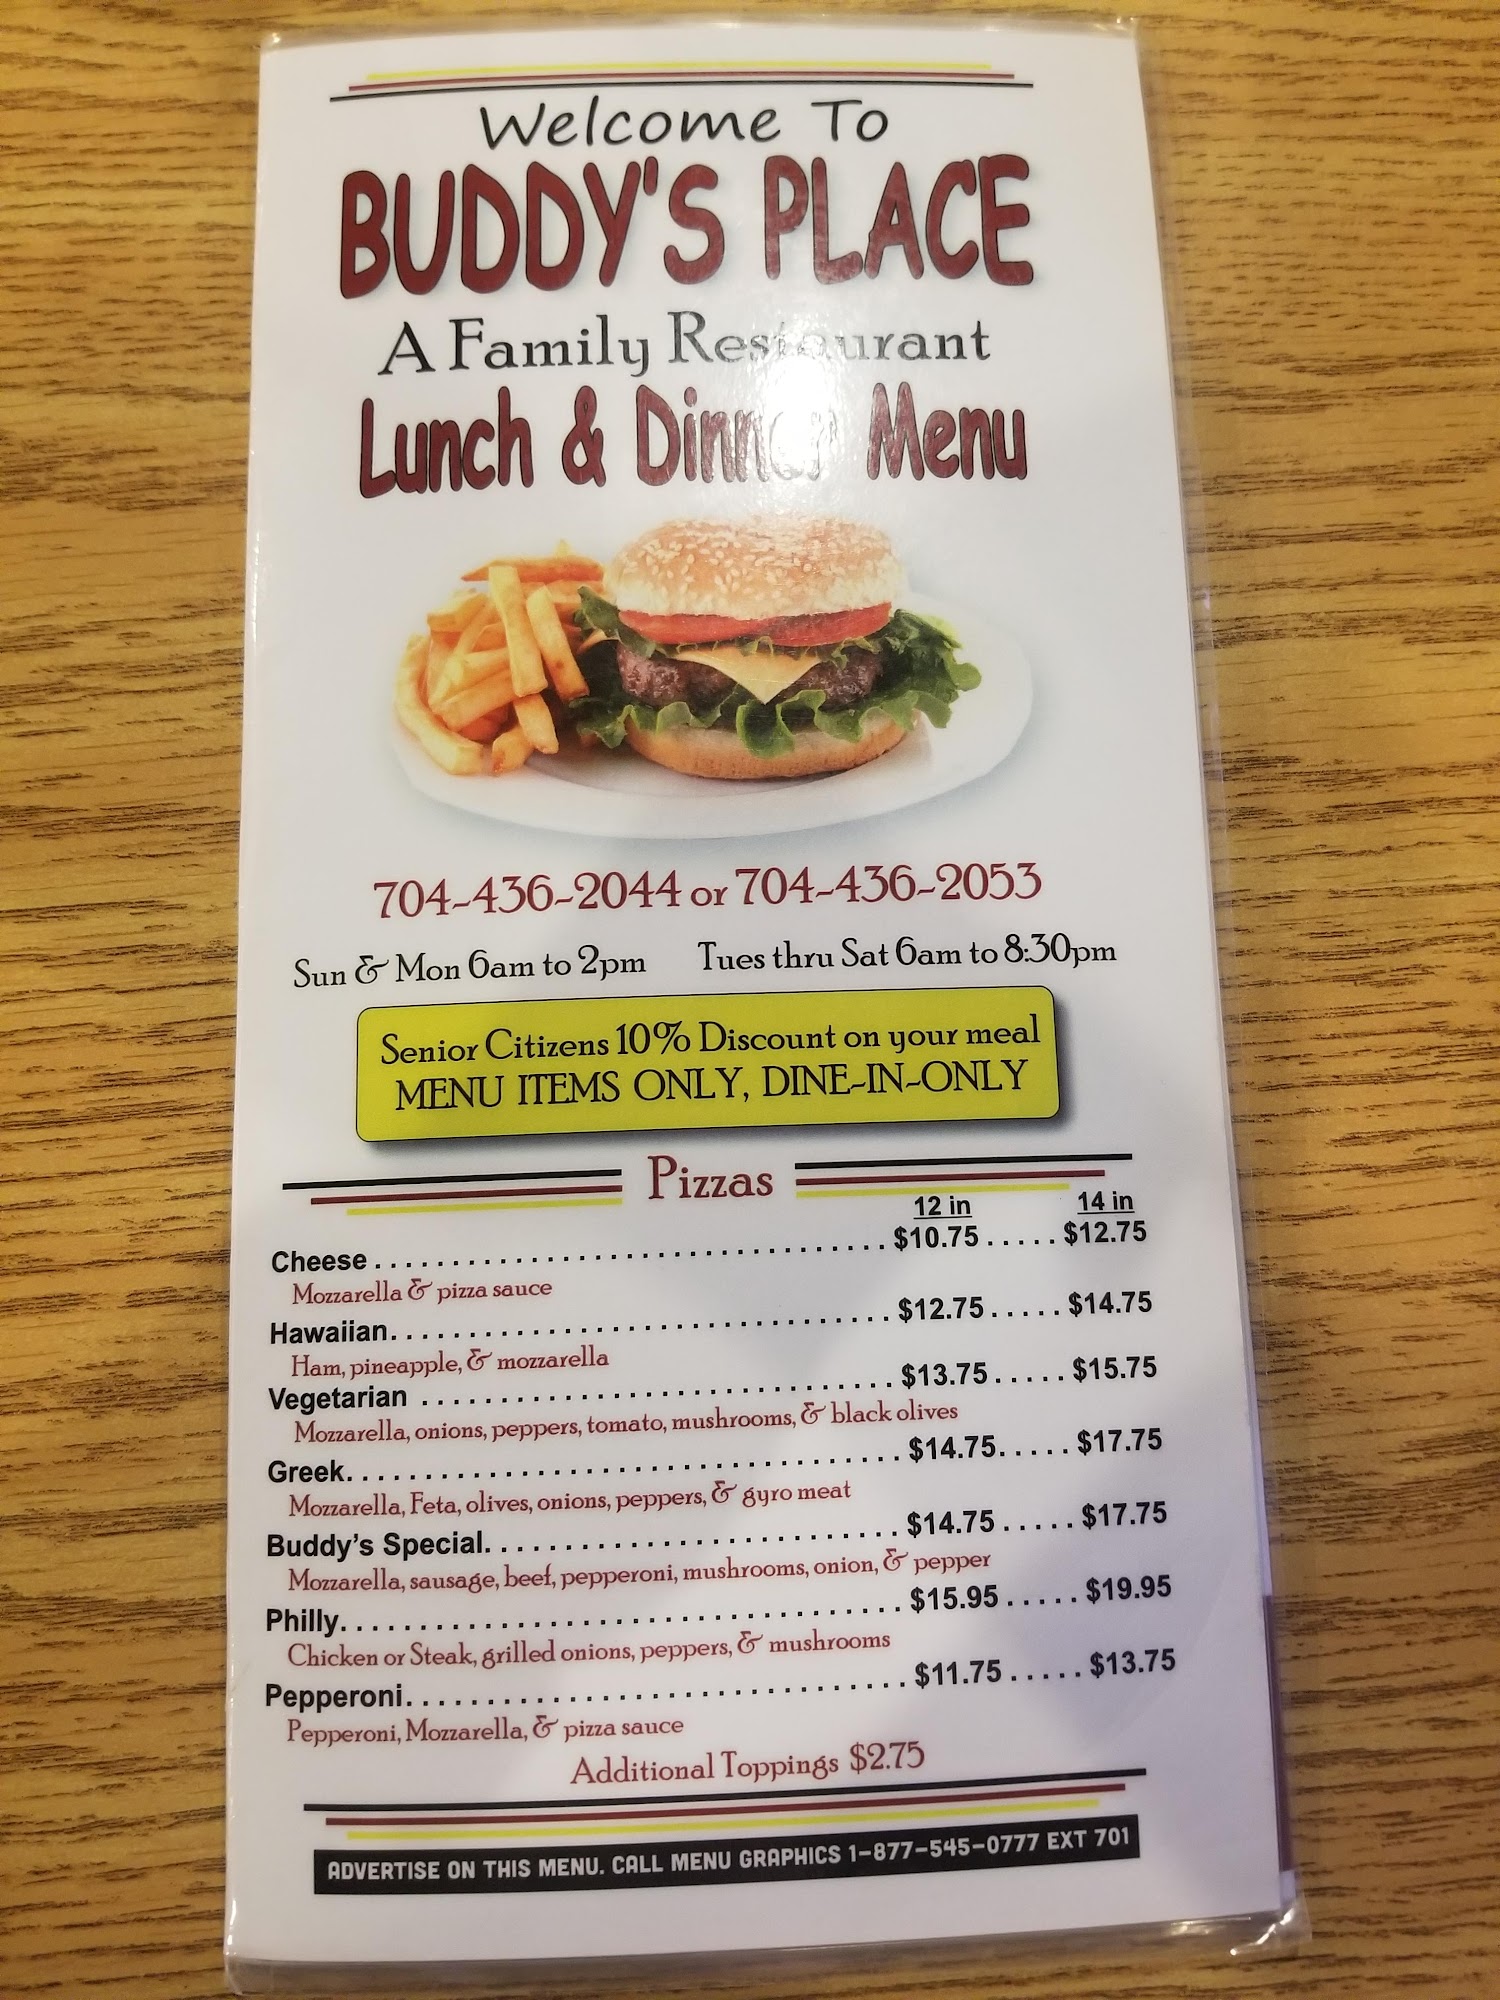 Welcome To
BUDDY'S PLACE
A Family Restaurant
Lunch & Dinner Menu
704-436-2044 or 704-436-2053
Sun & Mon 6am to 2pm Tues thru Sat 6am to 8:30pm
Senior Citizens 10% Discount on your meal
MENU ITEMS ONLY, DINE-IN-ONLY
Pizzas
12 in 14 in
Cheese . . . . . . . . . . . . . . . . . . . . . . . . . . . . . . . . . $10.75 . . . . . $12.75
Mozzarella & pizza sauce
Hawaiian. . . . . . . . . . . . . . . . . . . . . . . . . . . . . . . . $12.75 . . . . . $14.75
Ham, pineapple, & mozzarella
Vegetarian . . . . . . . . . . . . . . . . . . . . . . . . . . . . . . $13.75 . . . . . $15.75
Mozzarella, onions, peppers, tomato, mushrooms, & black olives
Greek. . . . . . . . . . . . . . . . . . . . . . . . . . . . . . . . . . . $14.75. . . . . $17.75
Mozzarella, Feta, olives, onions, peppers, & gyro meat
Buddy's Special. . . . . . . . . . . . . . . . . . . . . . . . . . . $14.75 . . . . . $17.75
Mozzarella, sausage, beef, pepperoni, mushrooms, onion, & pepper
Philly. . . . . . . . . . . . . . . . . . . . . . . . . . . . . . . . . . . . $15.95 . . . . . $19.95
Chicken or Steak, grilled onions, peppers, & mushrooms
Pepperoni. . . . . . . . . . . . . . . . . . . . . . . . . . . . . . . . $11.75 . . . . . $13.75
Pepperoni, Mozzarella, & pizza sauce
Additional Toppings $2.75
ADVERTISE ON THIS MENU. CALL MENU GRAPHICS 1-877-545-0777 EXT 701